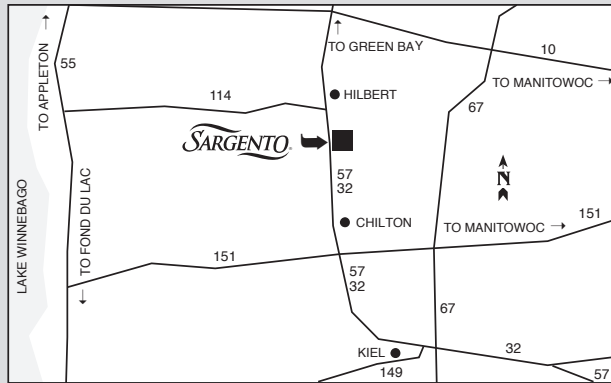 TO GREEN BAY
10
TO APPLETON
55
TO MANITOWOC
114
HILBERT
67
SARGENTO®
57
32
N
LAKE WINNEBAGO
TO FOND DU LAC
CHILTON
TO MANITOWOC
151
151
57
32
67
KIEL
32
149
57